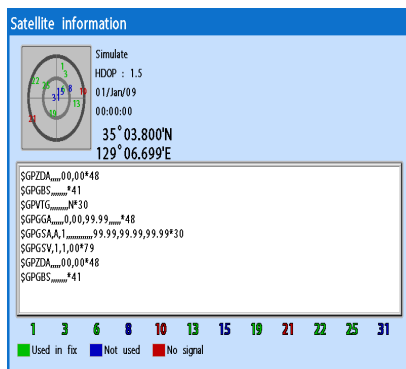 Satellite information
Simulate
HDOP : 1.5
01/Jan/09
00:00:00
35°03.800'N
129°06.699'E
$GPZDA,,,,,00,00*48
$GPGBS,,,,,,,,*41
$GPVTG,,,,,,,,,N*30
$GPGGA,,,,,,0,00,99.99,,,,,,*48
$GPGSA,A,1,,,,,,,,,,,,,99.99,99.99,99.99*30
$GPGSV,1,1,00*79
$GPZDA,,,,,00,00*48
$GPGBS,,,,,,,,*41
1 3 6 8 10 13 15 19 21 22 25 31
Used in fix Not used No signal